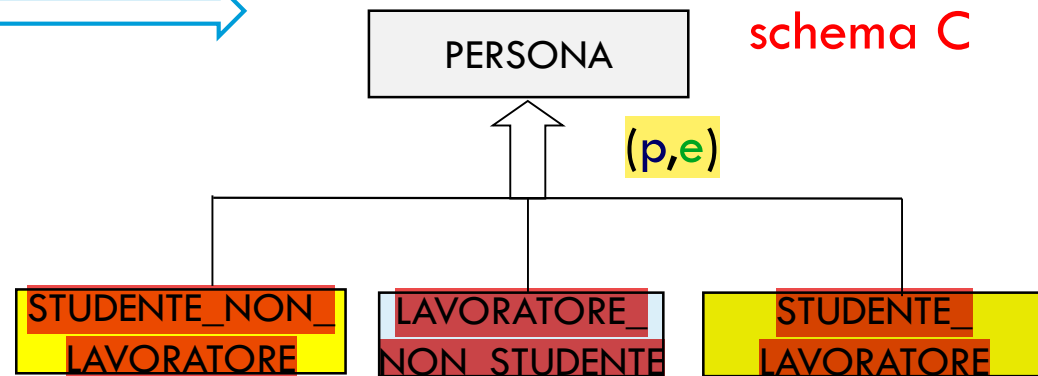 schema C
PERSONA
(p,e)
STUDENTE_NON_
LAVORATORE
LAVORATORE_
NON_STUDENTE
STUDENTE_
LAVORATORE